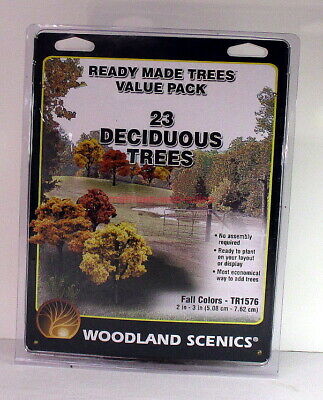 READY MADE TREES
VALUE PACK
23
DECIDUOUS
TREES
• No assembly
required
• Ready to plant
on your layout
or display
• Most economical
way to add trees
Fall Colors - TR1576
2 in - 3 in (5.08 cm - 7.62 cm)
WOODLAND SCENICS®